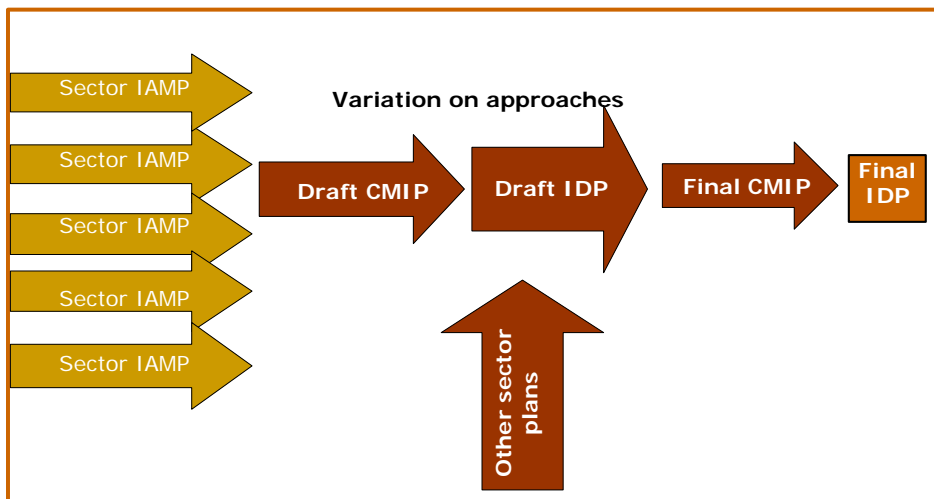 Variation on approaches
Sector IAMP
Sector IAMP
Sector IAMP
Sector IAMP
Sector IAMP
Draft CMIP
Draft IDP
Final CMIP
Final
IDP
Other sector
plans